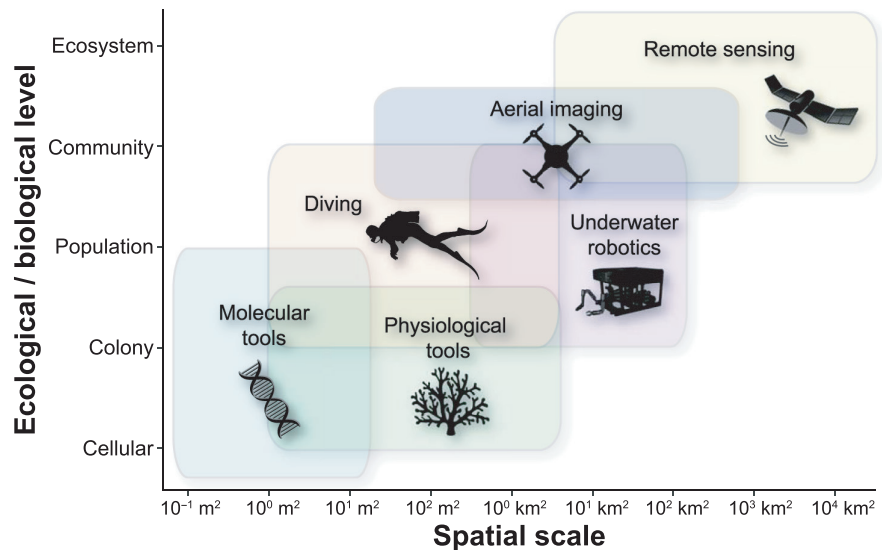 Ecological / biological level
Ecosystem
Community
Population
Colony
Cellular
Remote sensing
Aerial imaging
Diving
Underwater
robotics
Molecular
tools
Physiological
tools
10⁻¹ m²
10⁰ m²
10¹ m²
10² m²
10⁰ km²
10¹ km²
10² km²
10³ km²
10⁴ km²
Spatial scale